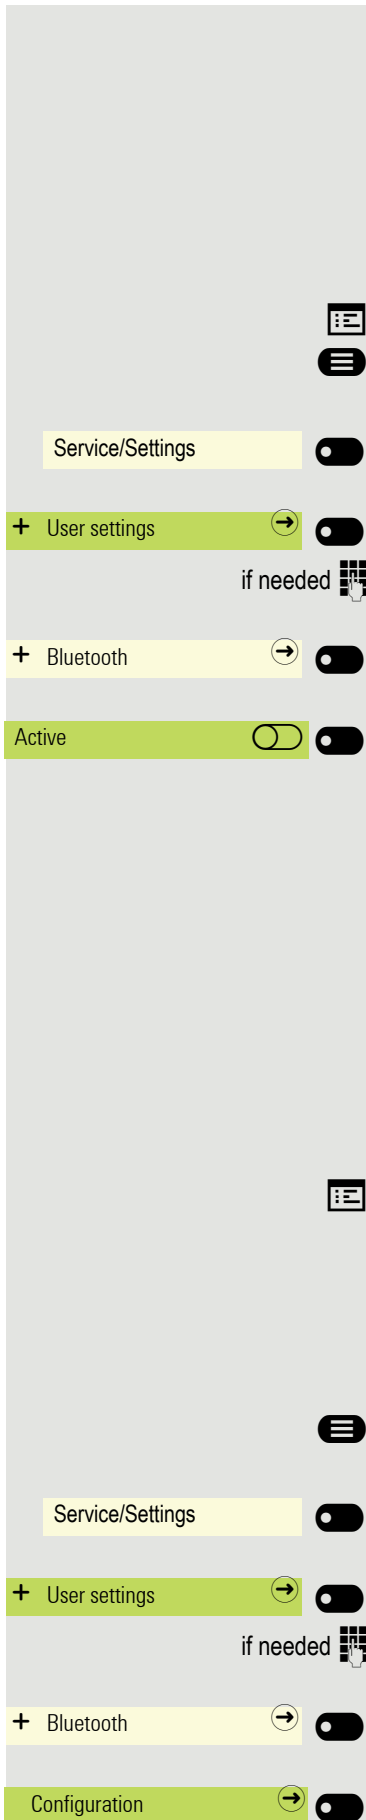 Service/Settings
+ User settings
if needed
+ Bluetooth
Active
Service/Settings
+ User settings
if needed
+ Bluetooth
Configuration